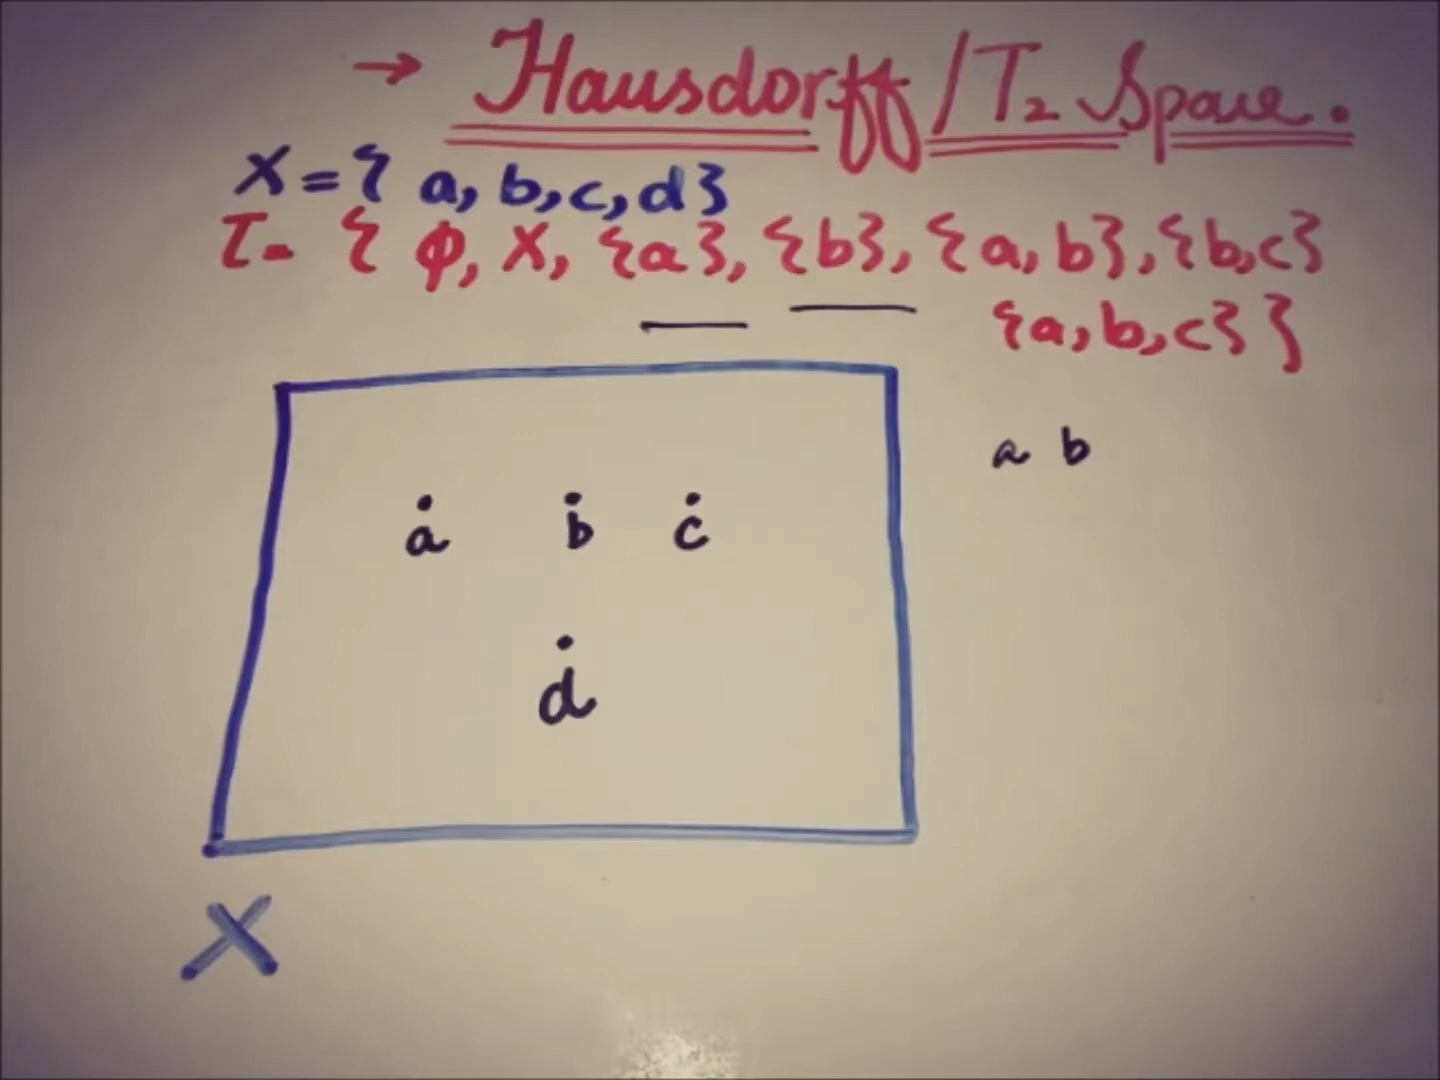 → Hausdorff/T₂ Space.
X={ a, b, c, d}
τ= { φ, X, {a}, {b}, {a, b}, {b, c}
{a, b, c} }
a b
a b c
d
X